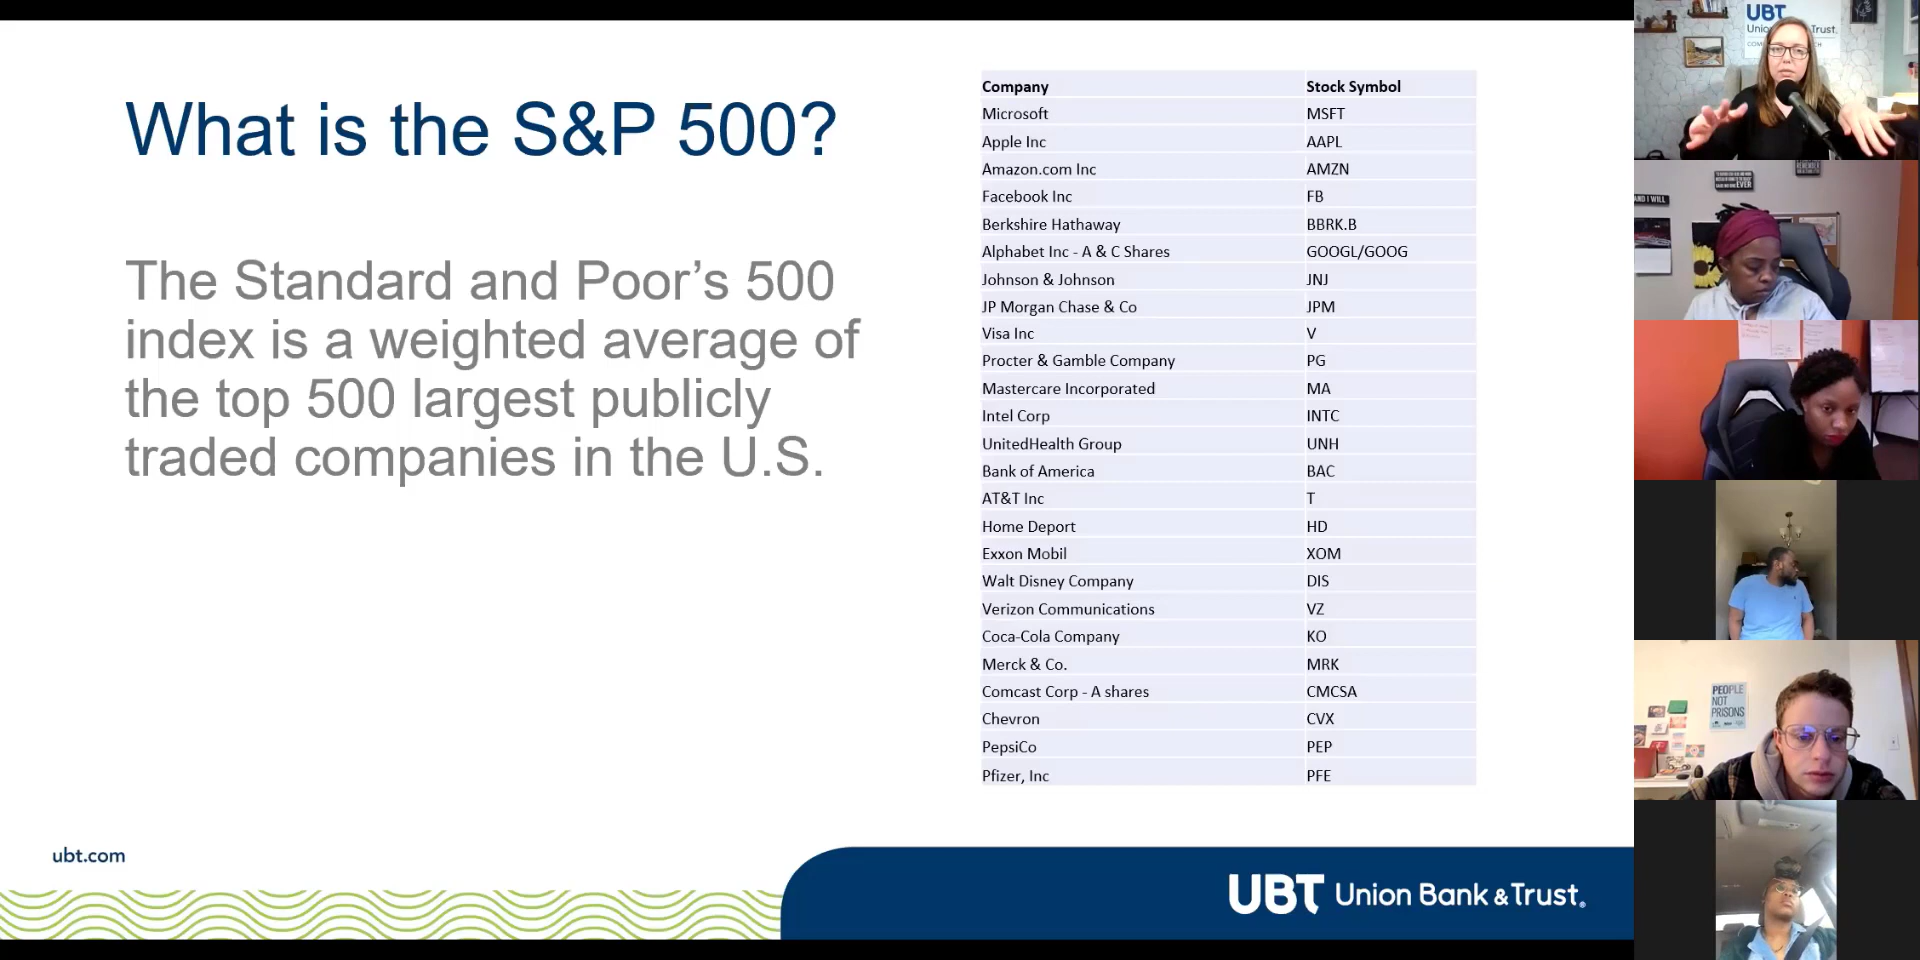 What is the S&P 500?
The Standard and Poor's 500
index is a weighted average of
the top 500 largest publicly
traded companies in the U.S.
Company Stock Symbol
Microsoft MSFT
Apple Inc AAPL
Amazon.com Inc AMZN
Facebook Inc FB
Berkshire Hathaway BBRK.B
Alphabet Inc - A & C Shares GOOGL/GOOG
Johnson & Johnson JNJ
JP Morgan Chase & Co JPM
Visa Inc V
Procter & Gamble Company PG
Mastercare Incorporated MA
Intel Corp INTC
UnitedHealth Group UNH
Bank of America BAC
AT&T Inc T
Home Deport HD
Exxon Mobil XOM
Walt Disney Company DIS
Verizon Communications VZ
Coca-Cola Company KO
Merck & Co. MRK
Comcast Corp - A shares CMCSA
Chevron CVX
PepsiCo PEP
Pfizer, Inc PFE
ubt.com
UBT Union Bank & Trust®
UBT
Trust.
AND I WILL
EVER
PEOPLE
NOT
PRISONS